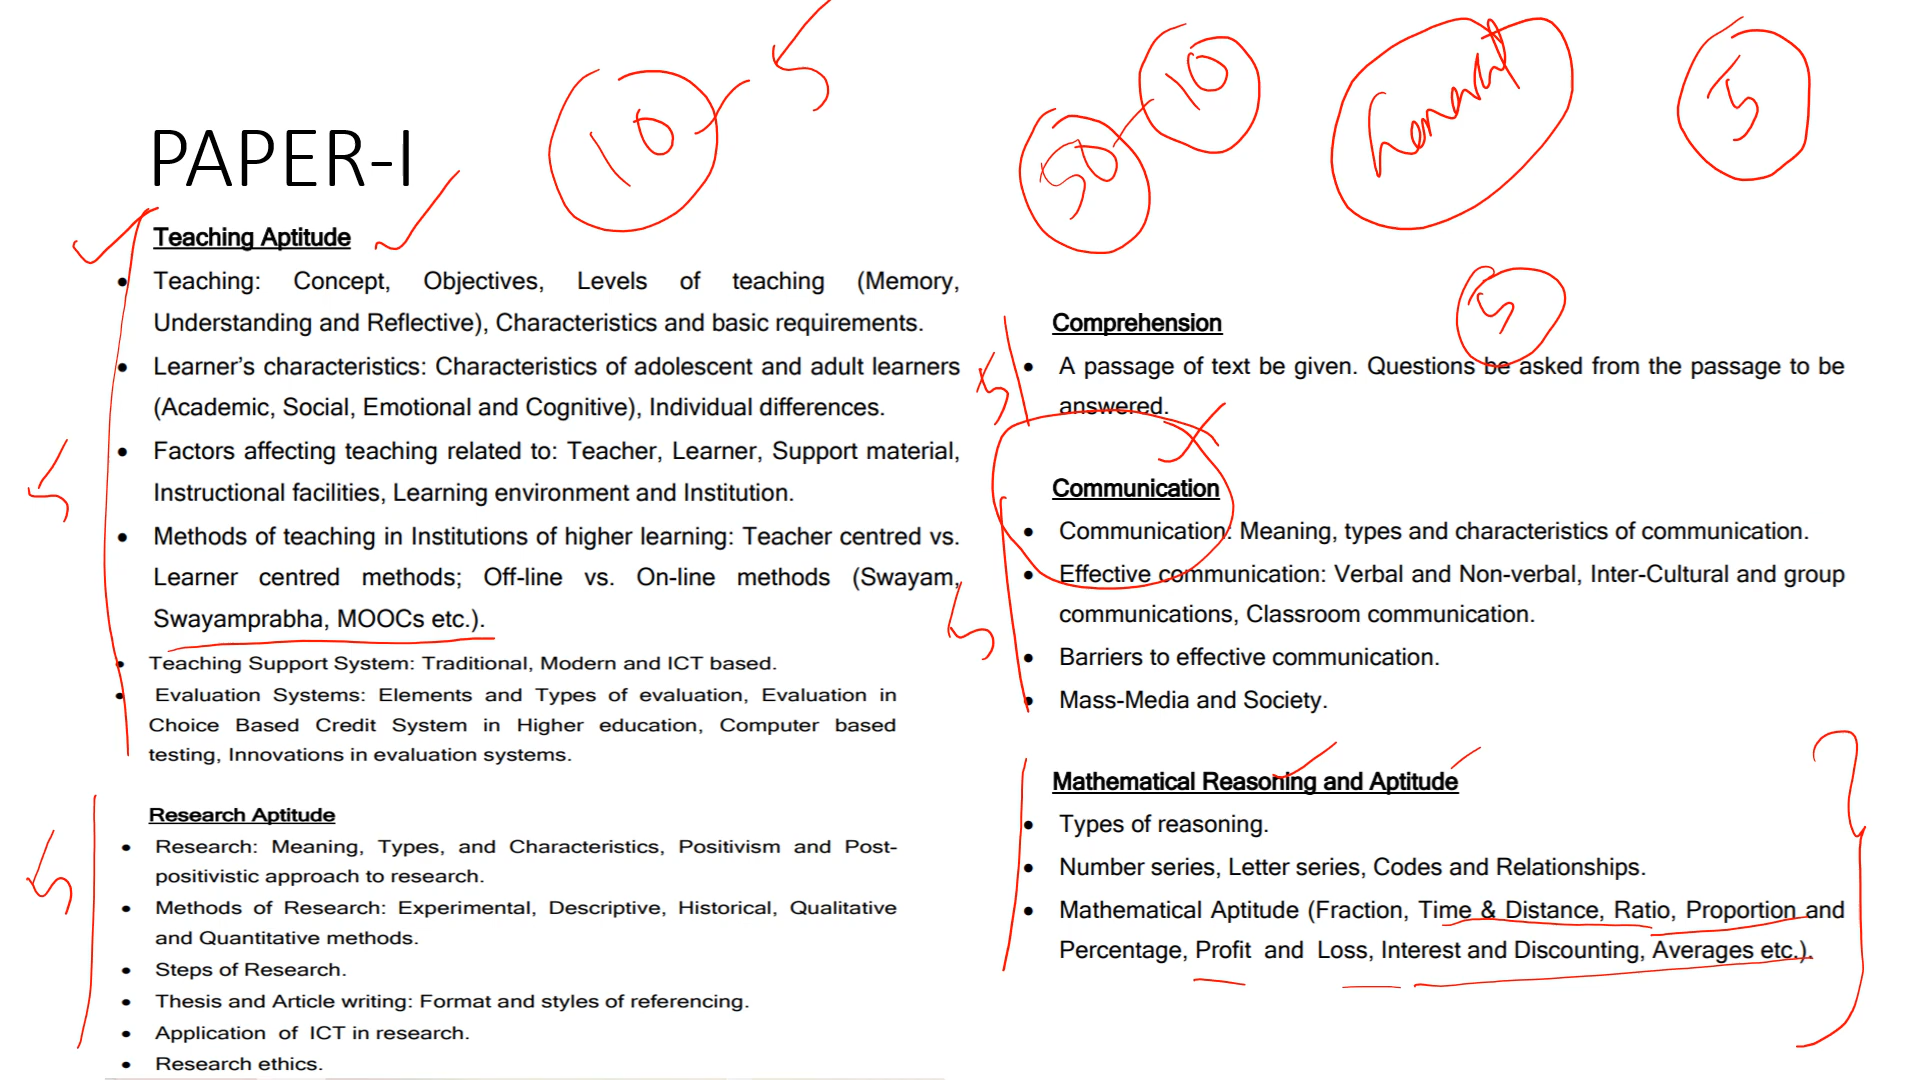 PAPER-I
10
5
50
10
5
5
Teaching Aptitude
• Teaching: Concept, Objectives, Levels of teaching (Memory,
Understanding and Reflective), Characteristics and basic requirements.
• Learner’s characteristics: Characteristics of adolescent and adult learners
(Academic, Social, Emotional and Cognitive), Individual differences.
• Factors affecting teaching related to: Teacher, Learner, Support material,
Instructional facilities, Learning environment and Institution.
• Methods of teaching in Institutions of higher learning: Teacher centred vs.
Learner centred methods; Off-line vs. On-line methods (Swayam,
Swayamprabha, MOOCs etc.).
• Teaching Support System: Traditional, Modern and ICT based.
• Evaluation Systems: Elements and Types of evaluation, Evaluation in
Choice Based Credit System in Higher education, Computer based
testing, Innovations in evaluation systems.
5
Research Aptitude
• Research: Meaning, Types, and Characteristics, Positivism and Post-
positivistic approach to research.
• Methods of Research: Experimental, Descriptive, Historical, Qualitative
and Quantitative methods.
• Steps of Research.
• Thesis and Article writing: Format and styles of referencing.
• Application of ICT in research.
• Research ethics.
5
Comprehension
• A passage of text be given. Questions be asked from the passage to be
answered.
5
Communication
• Communication: Meaning, types and characteristics of communication.
• Effective communication: Verbal and Non-verbal, Inter-Cultural and group
communications, Classroom communication.
• Barriers to effective communication.
• Mass-Media and Society.
5
Mathematical Reasoning and Aptitude
• Types of reasoning.
• Number series, Letter series, Codes and Relationships.
• Mathematical Aptitude (Fraction, Time & Distance, Ratio, Proportion and
Percentage, Profit and Loss, Interest and Discounting, Averages etc.).